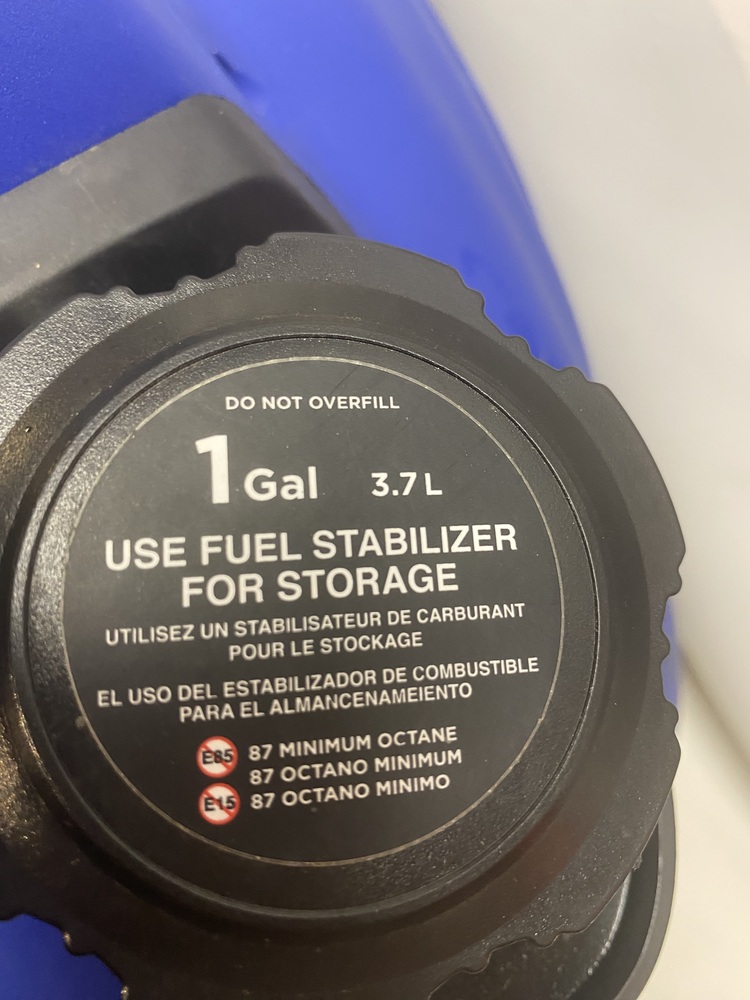 DO NOT OVERFILL
1 Gal 3.7 L
USE FUEL STABILIZER
FOR STORAGE
UTILISEZ UN STABILISATEUR DE CARBURANT
POUR LE STOCKAGE
EL USO DEL ESTABILIZADOR DE COMBUSTIBLE
PARA EL ALMANCENAMEIENTO
E85 87 MINIMUM OCTANE
87 OCTANO MINIMUM
E15 87 OCTANO MINIMO